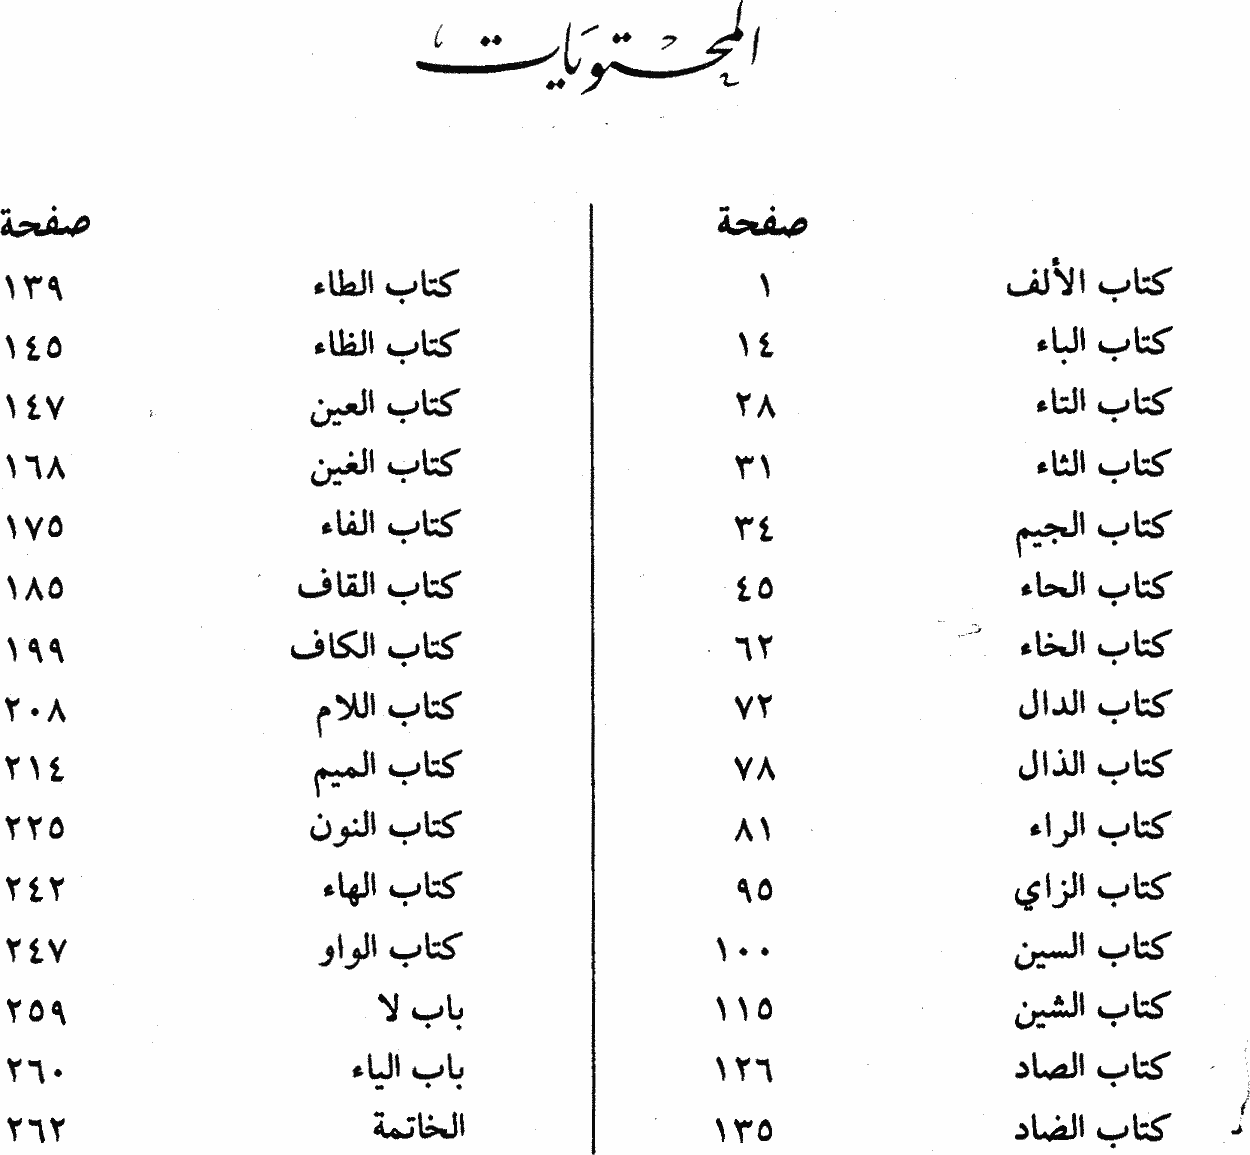 المحتويات
صفحة
كتاب الألف ١
كتاب الباء ١٤
كتاب التاء ٢٨
كتاب الثاء ٣١
كتاب الجيم ٣٤
كتاب الحاء ٤٥
كتاب الخاء ٦٢
كتاب الدال ٧٢
كتاب الذال ٧٨
كتاب الراء ٨١
كتاب الزاي ٩٥
كتاب السين ١٠٠
كتاب الشين ١١٥
كتاب الصاد ١٢٦
كتاب الضاد ١٣٥
صفحة
كتاب الطاء ١٣٩
كتاب الظاء ١٤٥
كتاب العين ١٤٧
كتاب الغين ١٦٨
كتاب الفاء ١٧٥
كتاب القاف ١٨٥
كتاب الكاف ١٩٩
كتاب اللام ٢٠٨
كتاب الميم ٢١٤
كتاب النون ٢٢٥
كتاب الهاء ٢٤٢
كتاب الواو ٢٤٧
باب لا ٢٥٩
باب الياء ٢٦٠
الخاتمة ٢٦٢